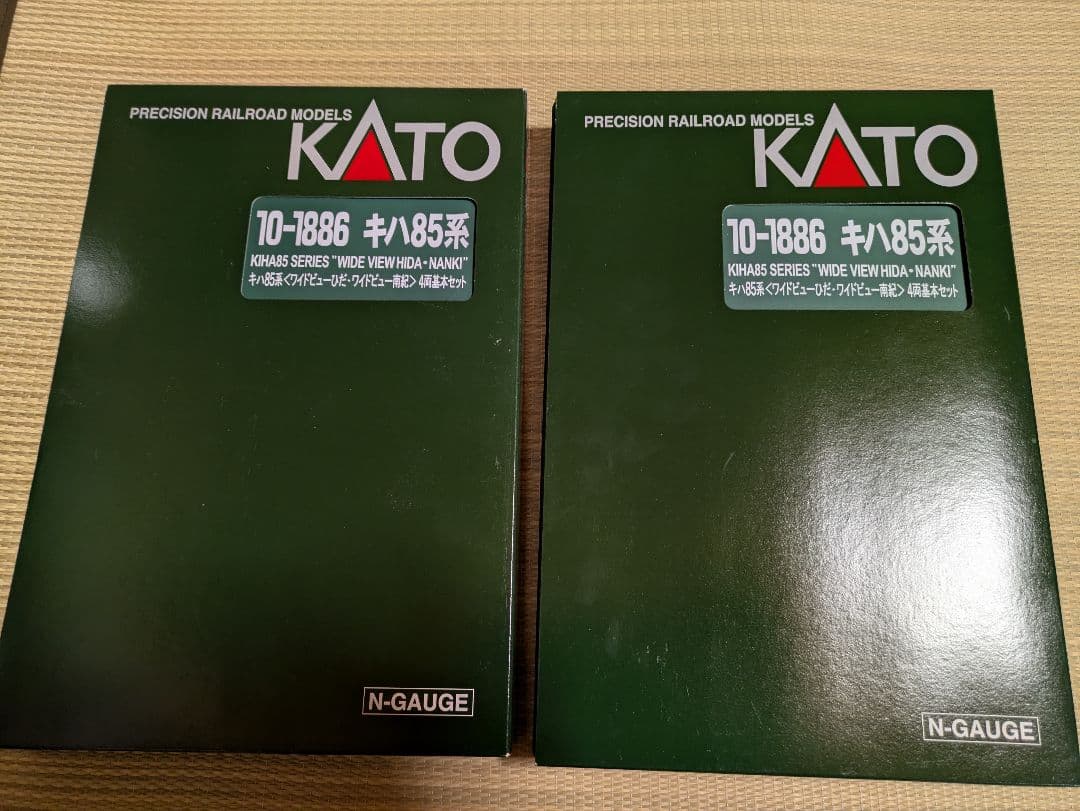 PRECISION RAILROAD MODELS
KATO
10-1886 キハ85系
KIHA85 SERIES "WIDE VIEW HIDA・NANKI"
キハ85系<ワイドビューひだ・ワイドビュー南紀>4両基本セット
N-GAUGE
PRECISION RAILROAD MODELS
KATO
10-1886 キハ85系
KIHA85 SERIES "WIDE VIEW HIDA・NANKI"
キハ85系<ワイドビューひだ・ワイドビュー南紀>4両基本セット
N-GAUGE